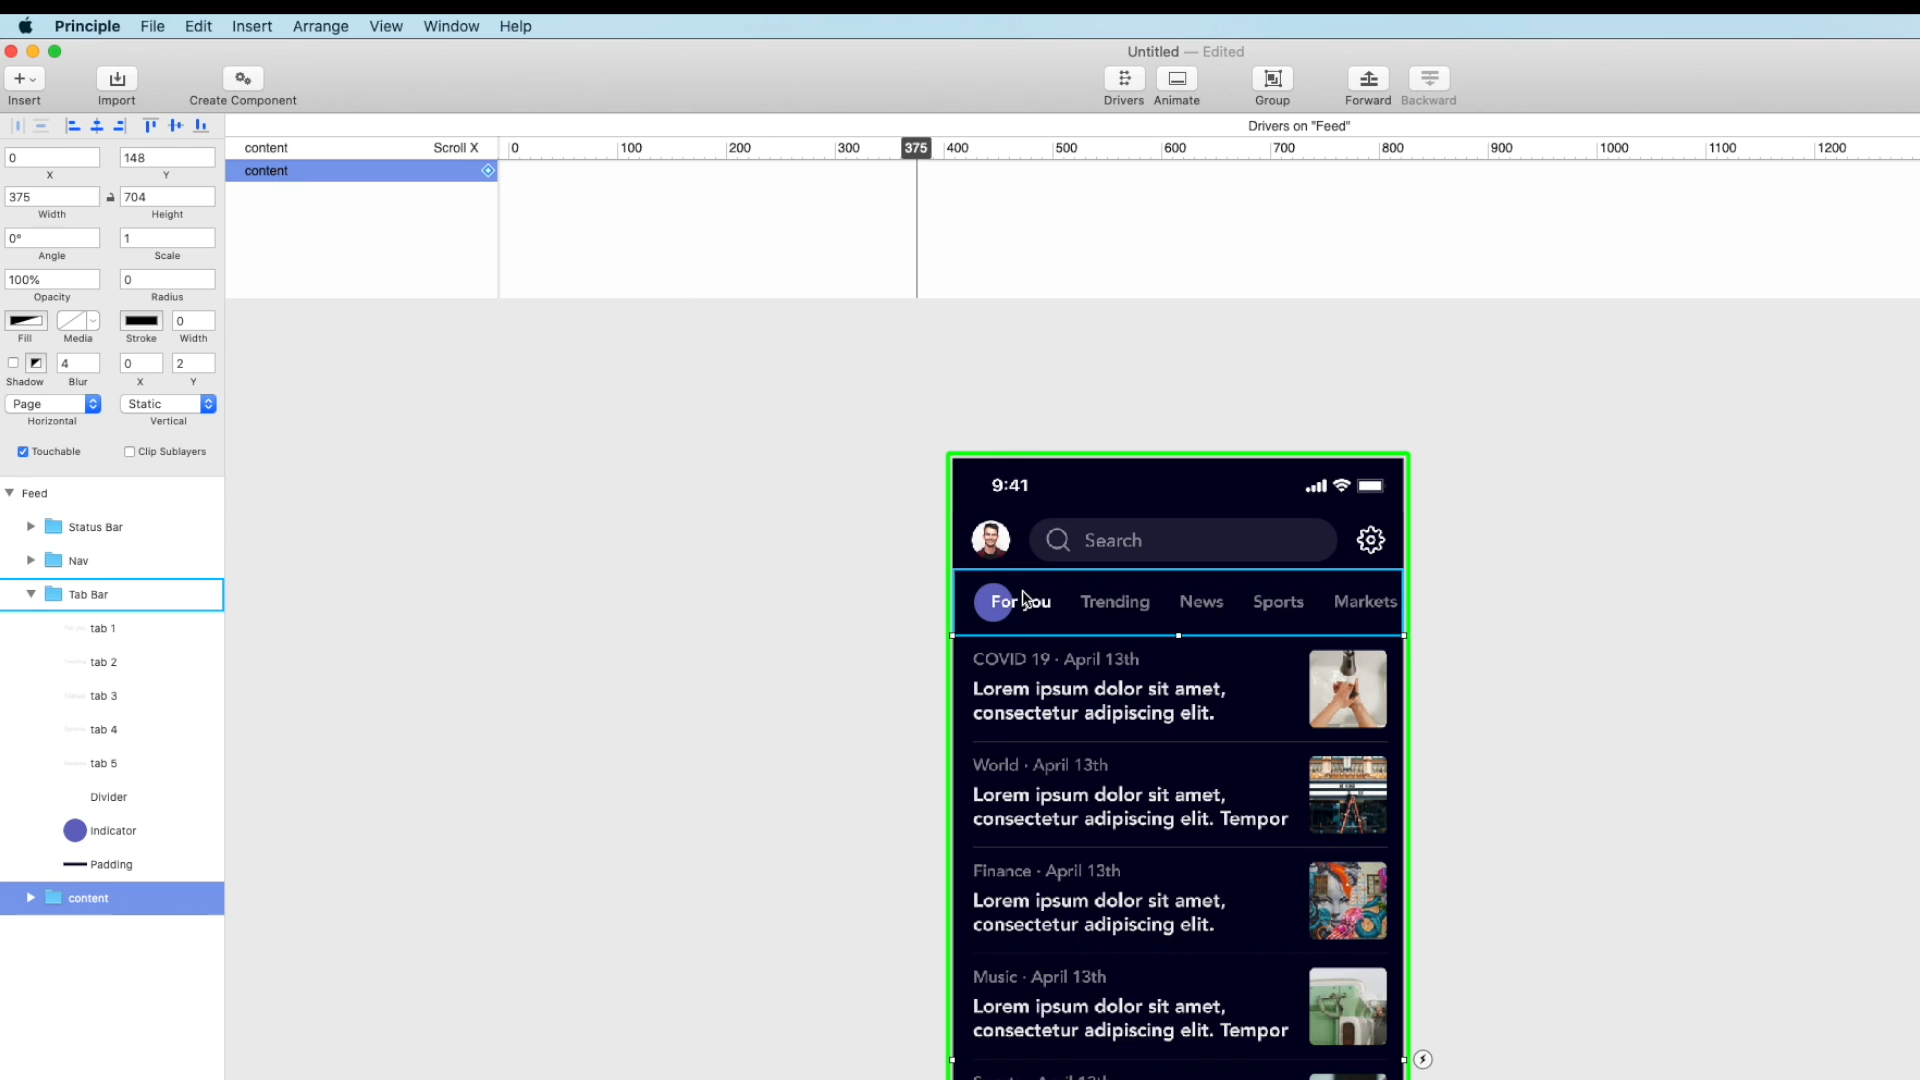 Principle File Edit Insert Arrange View Window Help
Untitled — Edited
Insert Import Create Component Drivers Animate Group Forward Backward
Drivers on "Feed"
content Scroll X 0 100 200 300 375 400 500 600 700 800 900 1000 1100 1200
content
0 148
X Y
375 704
Width Height
0° 1
Angle Scale
100% 0
Opacity Radius
0
Fill Media Stroke Width
4 0 2
Shadow Blur X Y
Page Static
Horizontal Vertical
Touchable Clip Sublayers
Feed
Status Bar
Nav
Tab Bar
tab 1
tab 2
tab 3
tab 4
tab 5
Divider
Indicator
Padding
content
9:41
Search
For You Trending News Sports Markets
COVID 19 · April 13th
Lorem ipsum dolor sit amet,
consectetur adipiscing elit.
World · April 13th
Lorem ipsum dolor sit amet,
consectetur adipiscing elit. Tempor
Finance · April 13th
Lorem ipsum dolor sit amet,
consectetur adipiscing elit.
Music · April 13th
Lorem ipsum dolor sit amet,
consectetur adipiscing elit. Tempor